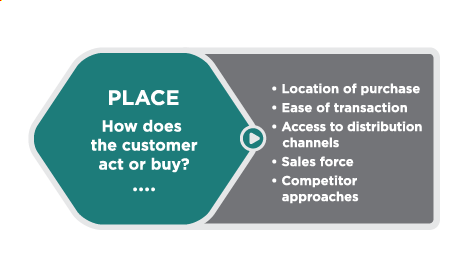 PLACE
How does
the customer
act or buy?
....
• Location of purchase
• Ease of transaction
• Access to distribution
channels
• Sales force
• Competitor
approaches